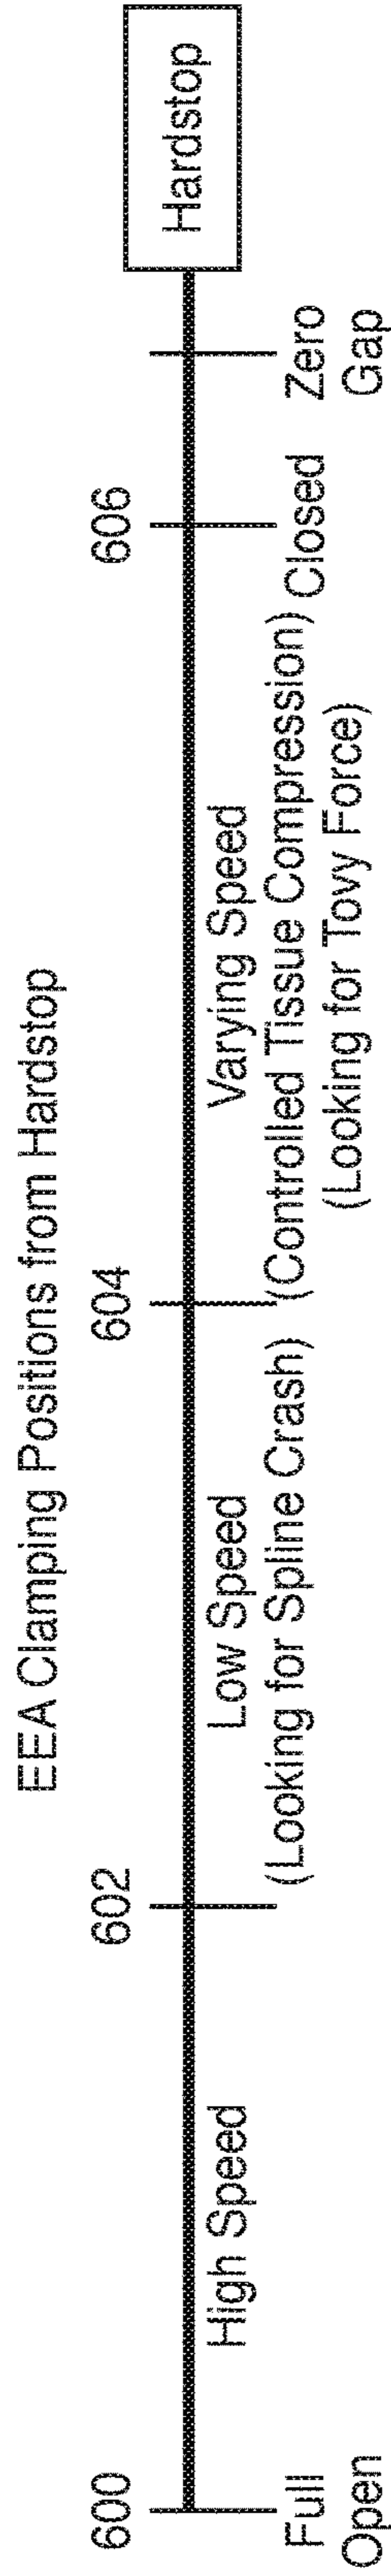 EEA Clamping Positions from Hardstop
600
602
604
606
Hardstop
High Speed
Low Speed
Varying Speed
Full
Open
(Looking for Spline Crash)
(Controlled Tissue Compression)
(Looking for Tovy Force)
Closed
Zero
Gap